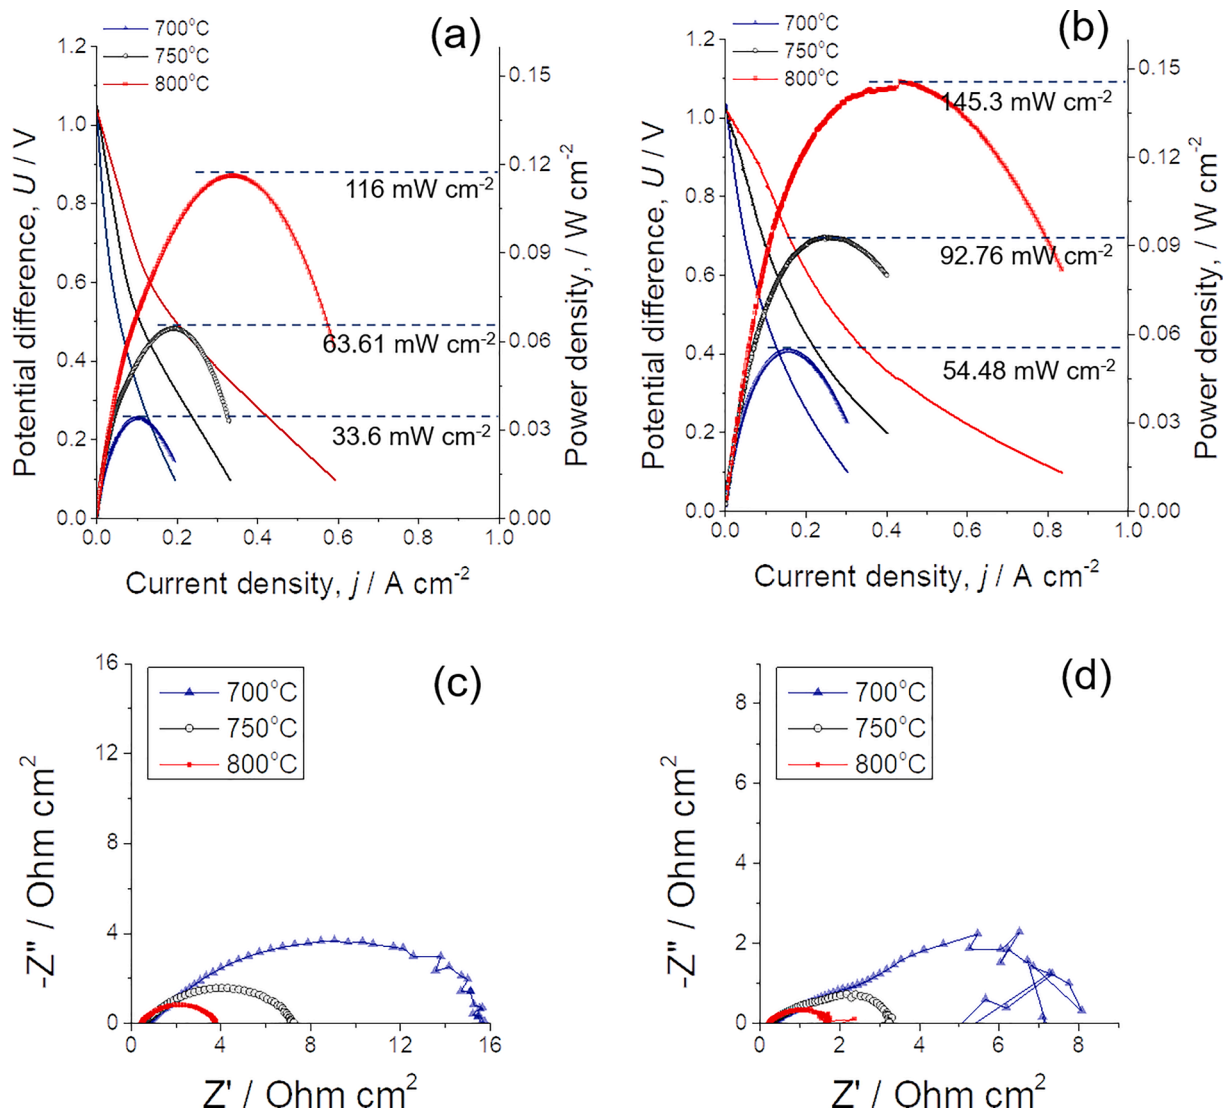 700°C
750°C
800°C
(a)
1.2
1.0
0.8
0.6
0.4
0.2
0.0
Potential difference, U / V
0.15
0.12
0.09
0.06
0.03
0.00
Power density, / W cm-2
116 mW cm-2
63.61 mW cm-2
33.6 mW cm-2
0.0 0.2 0.4 0.6 0.8 1.0
Current density, j / A cm-2
700°C
750°C
800°C
(b)
1.2
1.0
0.8
0.6
0.4
0.2
0.0
Potential difference, U / V
0.15
0.12
0.09
0.06
0.03
0.00
Power density, / W cm-2
145.3 mW cm-2
92.76 mW cm-2
54.48 mW cm-2
0.0 0.2 0.4 0.6 0.8 1.0
Current density, j / A cm-2
700°C
750°C
800°C
(c)
16
12
8
4
0
-Z'' / Ohm cm2
0 4 8 12 16
Z' / Ohm cm2
700°C
750°C
800°C
(d)
8
6
4
2
0
-Z'' / Ohm cm2
0 2 4 6 8
Z' / Ohm cm2